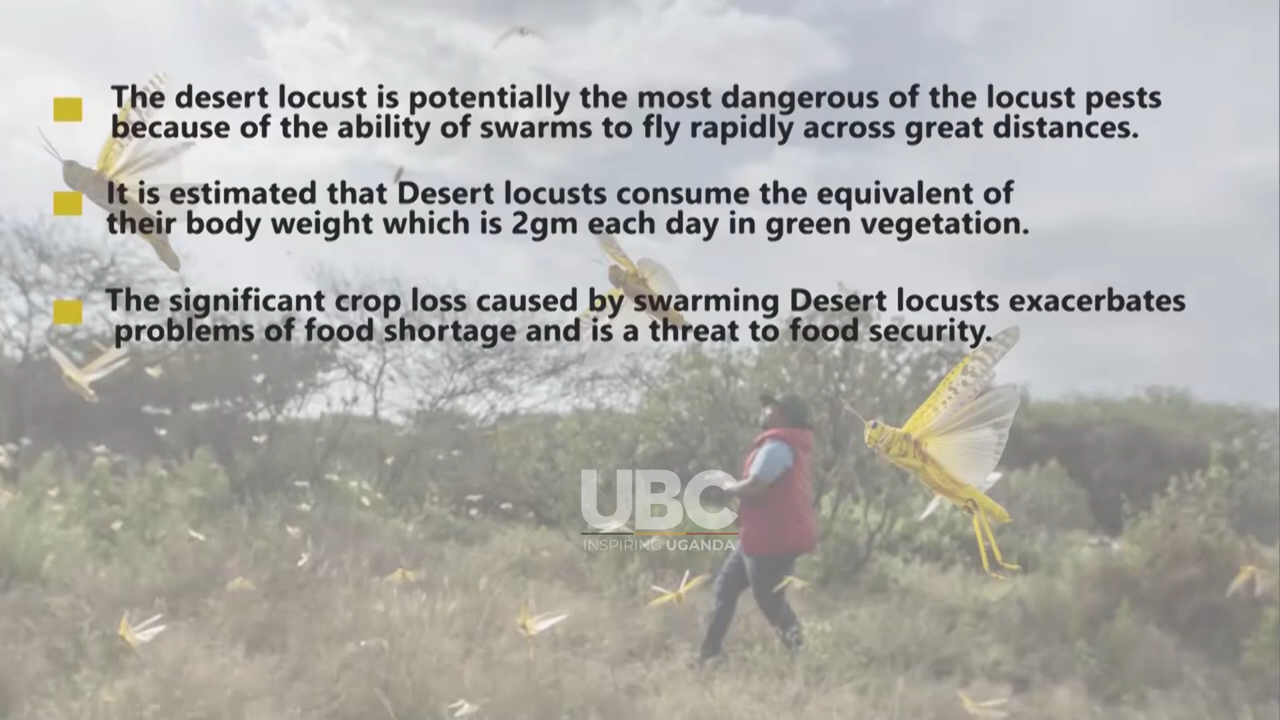 The desert locust is potentially the most dangerous of the locust pests
because of the ability of swarms to fly rapidly across great distances.
It is estimated that Desert locusts consume the equivalent of
their body weight which is 2gm each day in green vegetation.
The significant crop loss caused by swarming Desert locusts exacerbates
problems of food shortage and is a threat to food security.
UBC
INSPIRING UGANDA